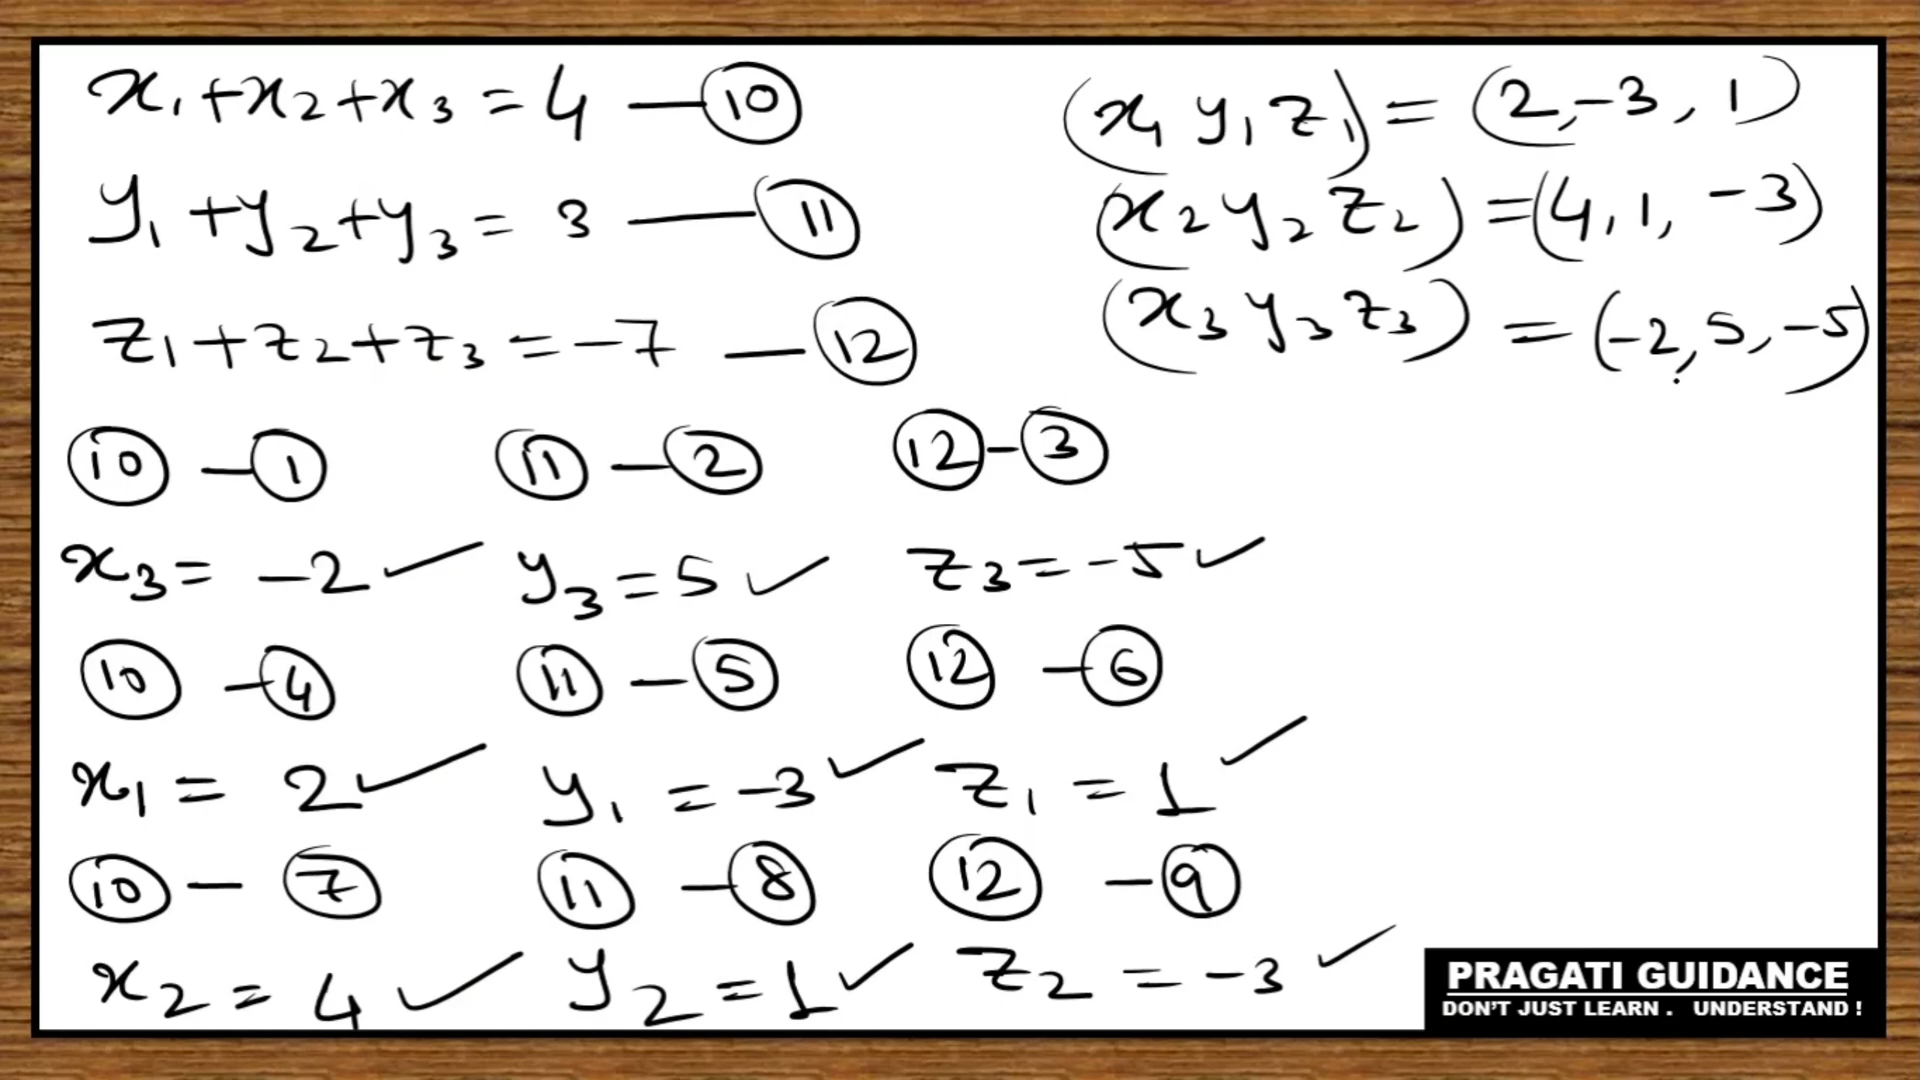 x₁+x₂+x₃=4 —⑩
y₁+y₂+y₃=3 —⑪
z₁+z₂+z₃=-7 —⑫
(x₁ y₁ z₁) = (2,-3, 1)
(x₂ y₂ z₂) = (4, 1, -3)
(x₃ y₃ z₃) = (-2, 5, -5)
⑩ - ① ⑪ - ② ⑫ - ③
x₃= -2 ✓ y₃=5 ✓ z₃=-5 ✓
⑩ - ④ ⑪ - ⑤ ⑫ - ⑥
x₁ = 2 ✓ y₁ = -3 ✓ z₁ = 1 ✓
⑩ - ⑦ ⑪ - ⑧ ⑫ - ⑨
x₂ = 4 ✓ y₂ = 1 ✓ z₂ = -3 ✓
PRAGATI GUIDANCE
DON'T JUST LEARN . UNDERSTAND !